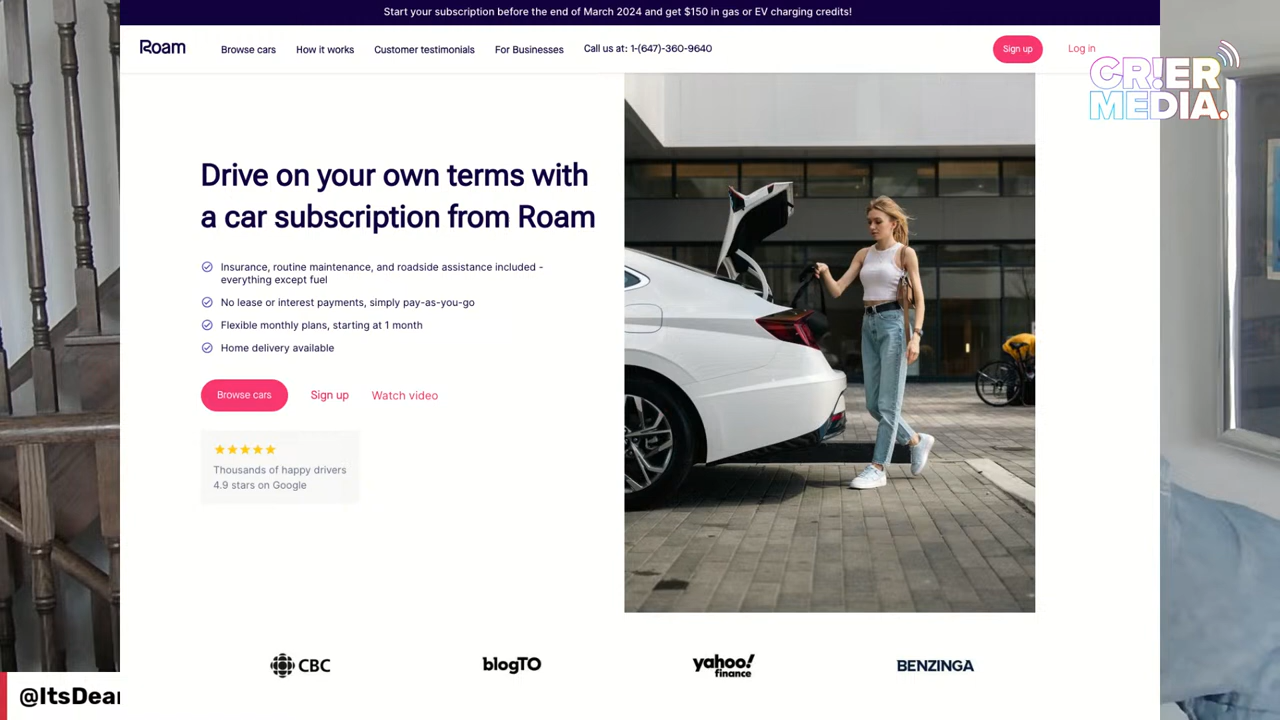 Start your subscription before the end of March 2024 and get $150 in gas or EV charging credits!
Roam
Browse cars
How it works
Customer testimonials
For Businesses
Call us at: 1-(647)-360-9640
Sign up
Log in
CR!ER
MEDIA.
Drive on your own terms with
a car subscription from Roam
Insurance, routine maintenance, and roadside assistance included -
everything except fuel
No lease or interest payments, simply pay-as-you-go
Flexible monthly plans, starting at 1 month
Home delivery available
Browse cars
Sign up
Watch video
Thousands of happy drivers
4.9 stars on Google
CBC
blogTO
yahoo!
finance
BENZINGA